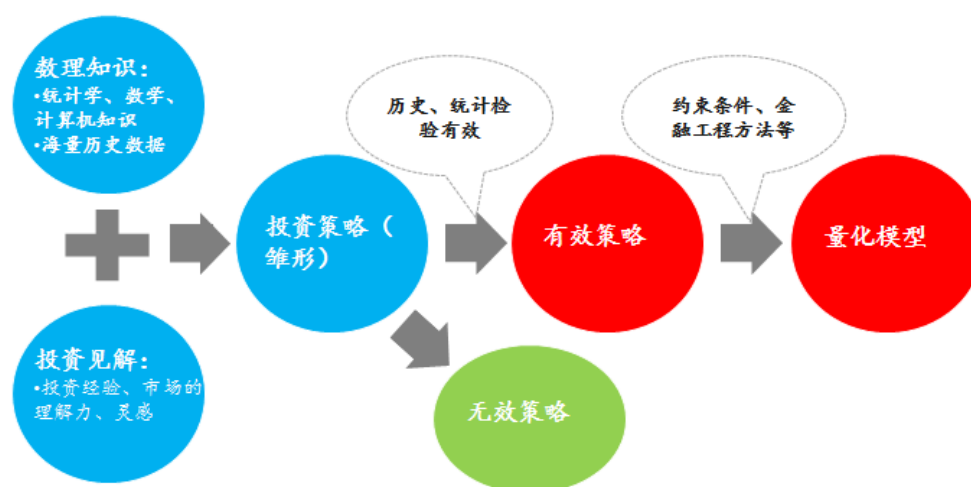 数理知识：
•统计学、数学、
计算机知识
•海量历史数据
投资见解：
•投资经验、市场的
理解力、灵感
投资策略（
雏形）
历史、统计检
验有效
有效策略
无效策略
约束条件、金
融工程方法等
量化模型